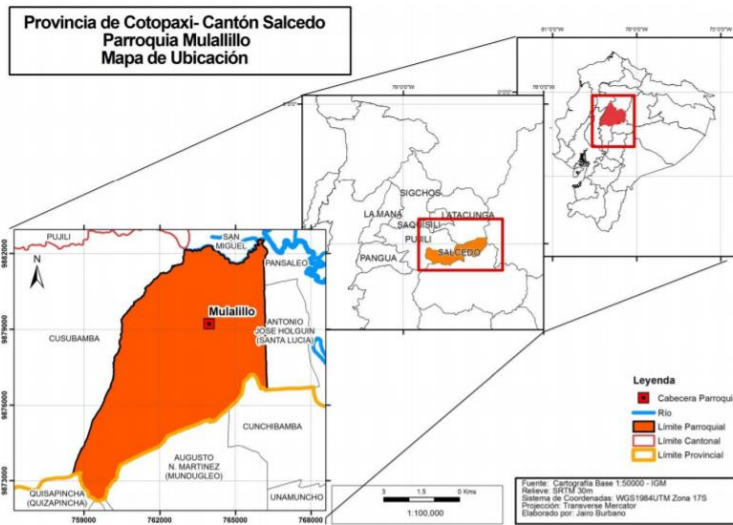 Provincia de Cotopaxi- Cantón Salcedo
Parroquia Mulallillo
Mapa de Ubicación
SIGCHOS
LA MANA
LATACUNGA
SAQUISILI
PUJILI
PANGUA
SALCEDO
PUJILI
SAN
MIGUEL
PANSALEO
N
Mulalillo
CUSUBAMBA
ANTONIO
JOSE HOLGUIN
(SANTA LUCIA)
CUNCHIBAMBA
AUGUSTO
N. MARTINEZ
(MUNDUGLEO)
QUISAPINCHA
(QUIZAPINCHA)
UNAMUNCHO
9882000
9879000
9876000
9873000
759000
762000
765000
768000
Leyenda
Cabecera Parroqui
Río
Límite Parroquial
Límite Cantonal
Límite Provincial
3 1.5 0 Kms
1:100,000
Fuente: Cartografía Base 1:50000 - IGM
Relieve: SRTM 30m
Sistema de Coordenadas: WGS1984UTM Zona 17S
Projección: Transverse Mercator
Elaborado por: Jairo Burbano